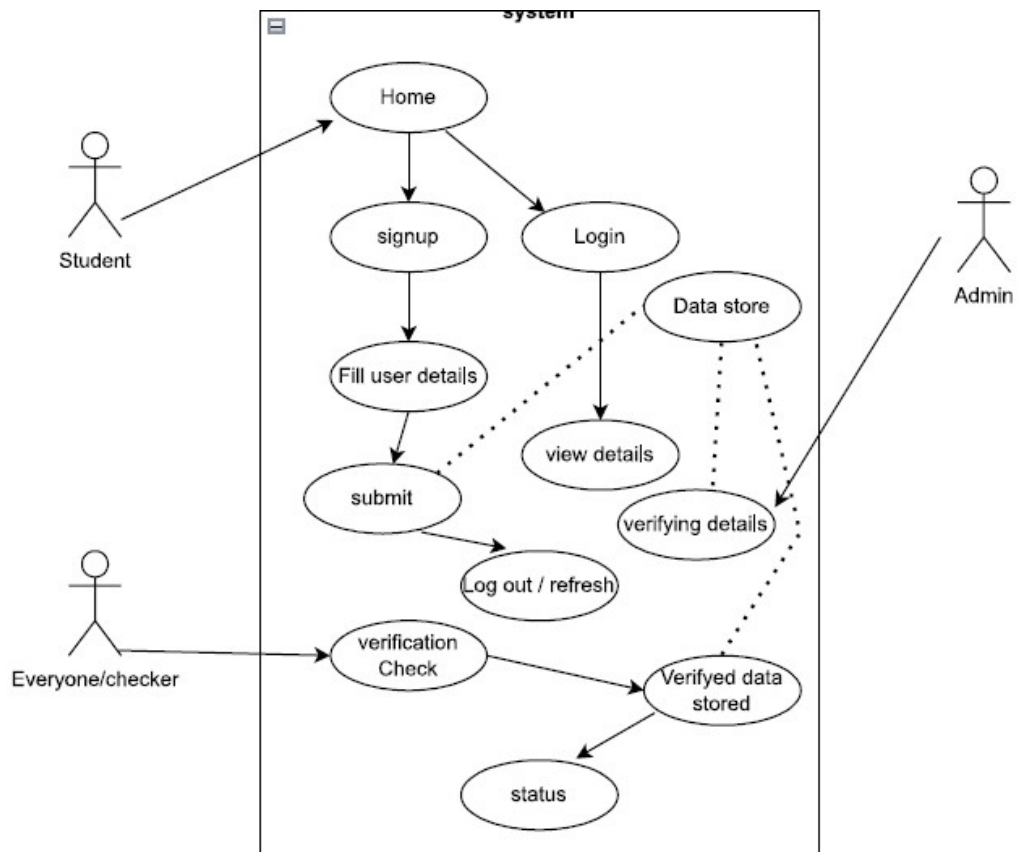 system
Home
Student
signup
Login
Admin
Data store
Fill user details
view details
submit
verifying details
Log out / refresh
Everyone/checker
verification
Check
Verifyed data
stored
status